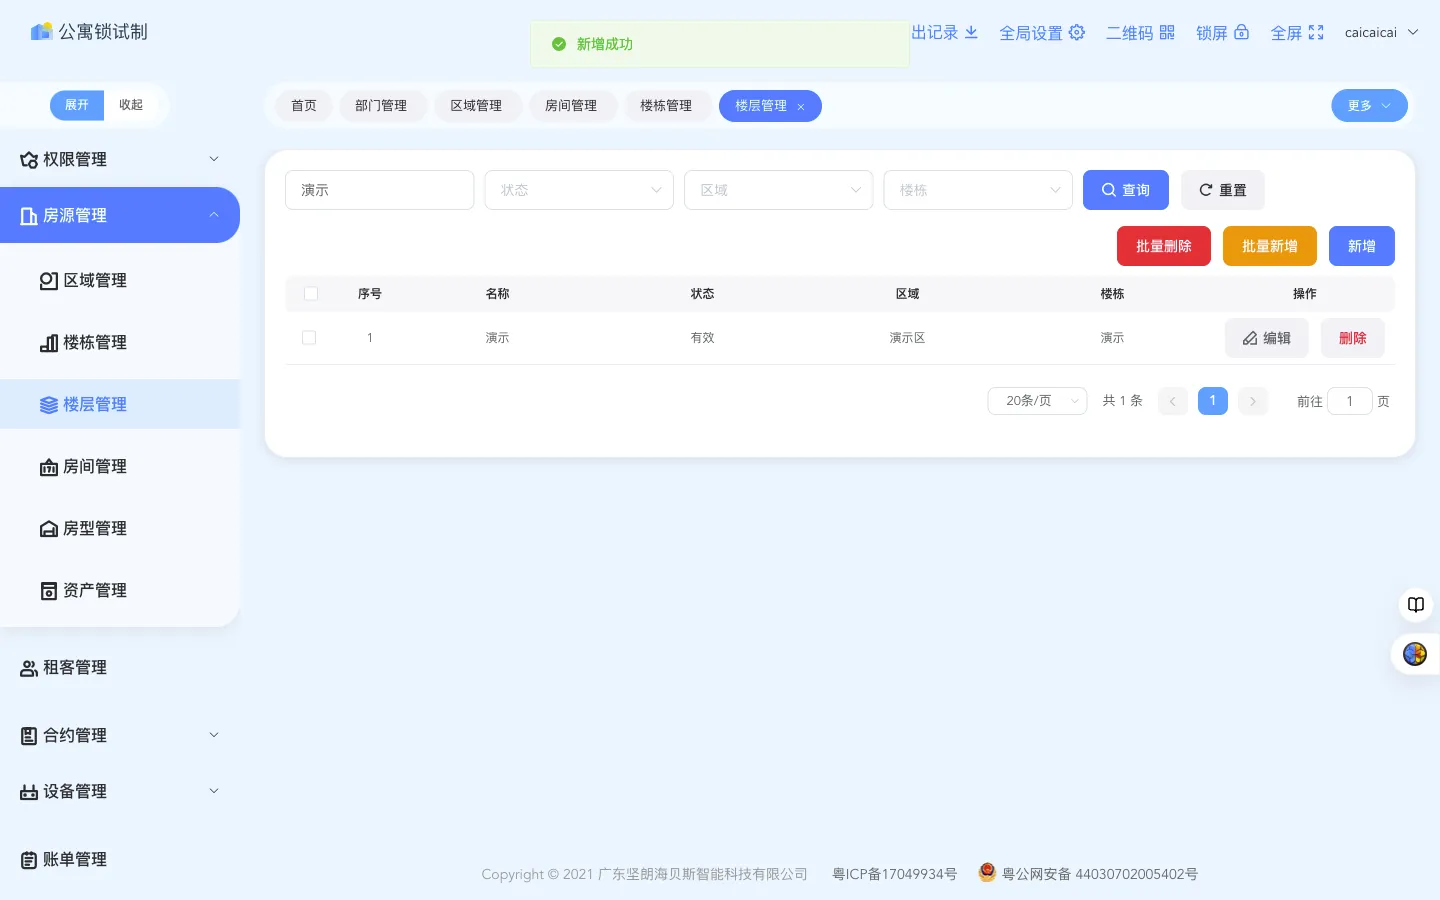 公寓锁试制
新增成功
出记录
全局设置
二维码
锁屏
全屏
caicaicai
展开
收起
首页
部门管理
区域管理
房间管理
楼栋管理
楼层管理
更多
权限管理
房源管理
区域管理
楼栋管理
楼层管理
房间管理
房型管理
资产管理
租客管理
合约管理
设备管理
账单管理
演示
状态
区域
楼栋
查询
重置
批量删除
批量新增
新增
序号 名称 状态 区域 楼栋 操作
1 演示 有效 演示区 演示 编辑 删除
20条/页 共 1 条 1 前往 1 页
Copyright © 2021 广东坚朗海贝斯智能科技有限公司 粤ICP备17049934号 粤公网安备 44030702005402号